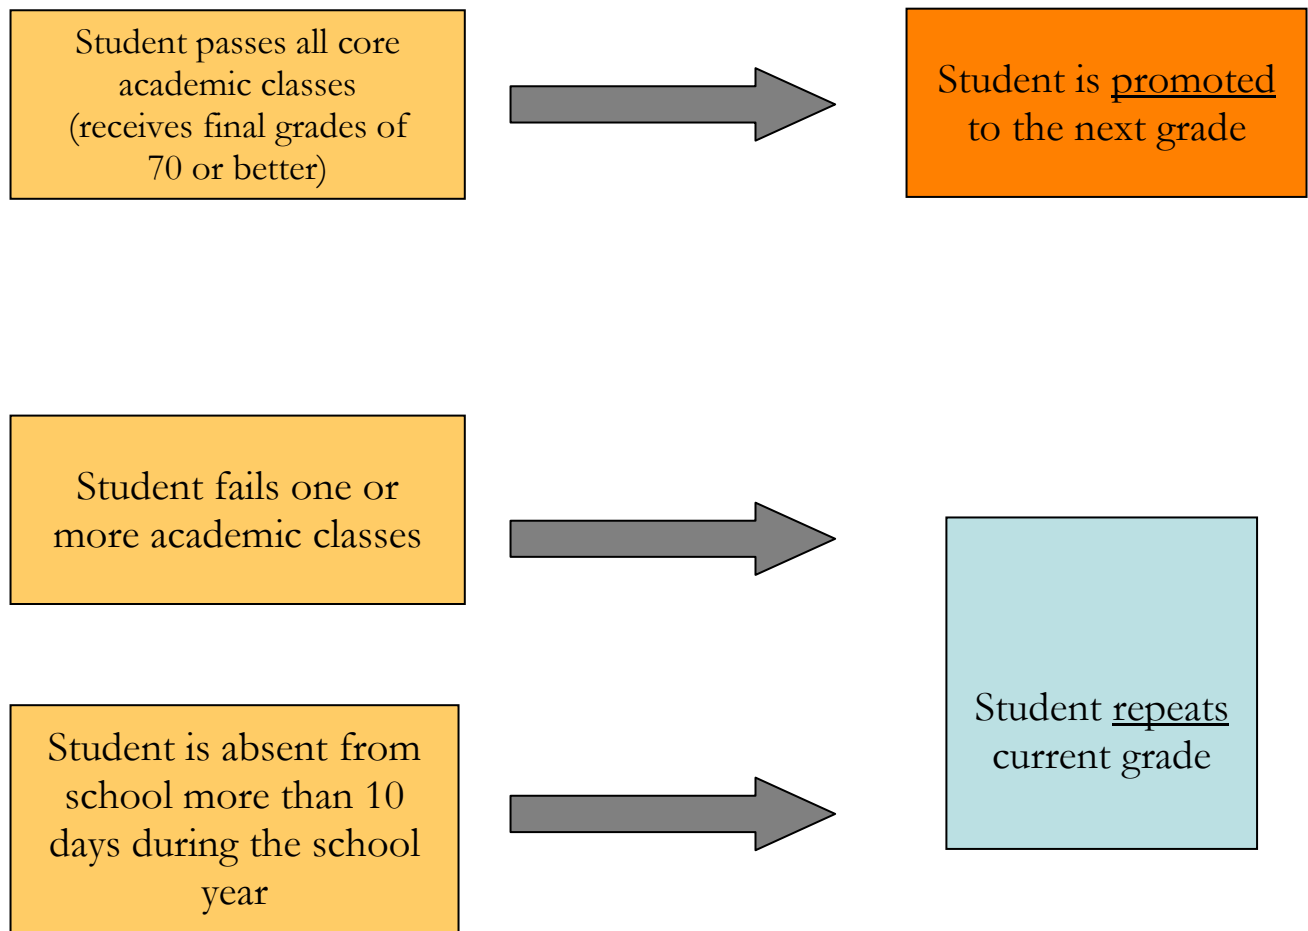 Student passes all core
academic classes
(receives final grades of
70 or better)
Student is promoted
to the next grade
Student fails one or
more academic classes
Student is absent from
school more than 10
days during the school
year
Student repeats
current grade